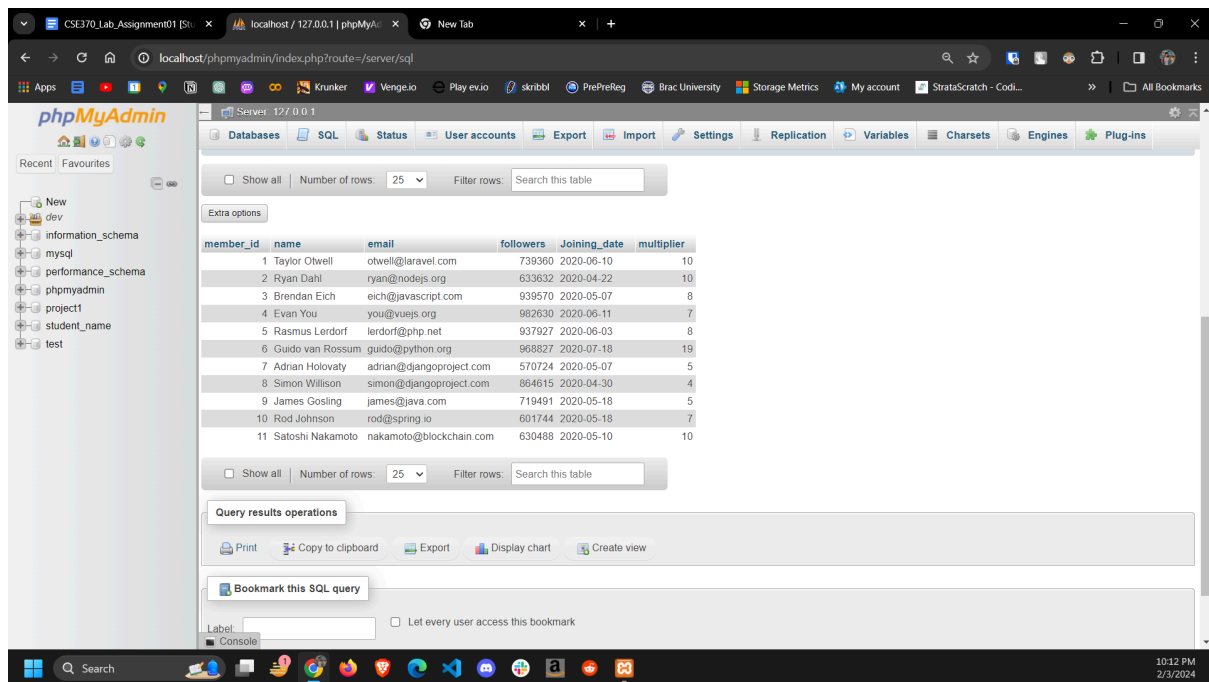 CSE370_Lab_Assignment01 [Stu
localhost / 127.0.0.1 | phpMyAd
New Tab
localhost/phpmyadmin/index.php?route=/server/sql
Apps Krunker Venge.io Play ev.io skribbl PrePreReg Brac University Storage Metrics My account StrataScratch - Codi... » All Bookmarks
phpMyAdmin
Recent Favourites
New
dev
information_schema
mysql
performance_schema
phpmyadmin
project1
student_name
test
Server: 127.0.0.1
Databases SQL Status User accounts Export Import Settings Replication Variables Charsets Engines Plug-ins
Show all Number of rows: 25 Filter rows: Search this table
Extra options
member_id name email followers Joining_date multiplier
1 Taylor Otwell otwell@laravel.com 739360 2020-06-10 10
2 Ryan Dahl ryan@nodejs.org 633632 2020-04-22 10
3 Brendan Eich eich@javascript.com 939570 2020-05-07 8
4 Evan You you@vuejs.org 982630 2020-06-11 7
5 Rasmus Lerdorf lerdorf@php.net 937927 2020-06-03 8
6 Guido van Rossum guido@python.org 968827 2020-07-18 19
7 Adrian Holovaty adrian@djangoproject.com 570724 2020-05-07 5
8 Simon Willison simon@djangoproject.com 864615 2020-04-30 4
9 James Gosling james@java.com 719491 2020-05-18 5
10 Rod Johnson rod@spring.io 601744 2020-05-18 7
11 Satoshi Nakamoto nakamoto@blockchain.com 630488 2020-05-10 10
Show all Number of rows: 25 Filter rows: Search this table
Query results operations
Print Copy to clipboard Export Display chart Create view
Bookmark this SQL query
Label: Let every user access this bookmark
Console
Search
10:12 PM
2/3/2024